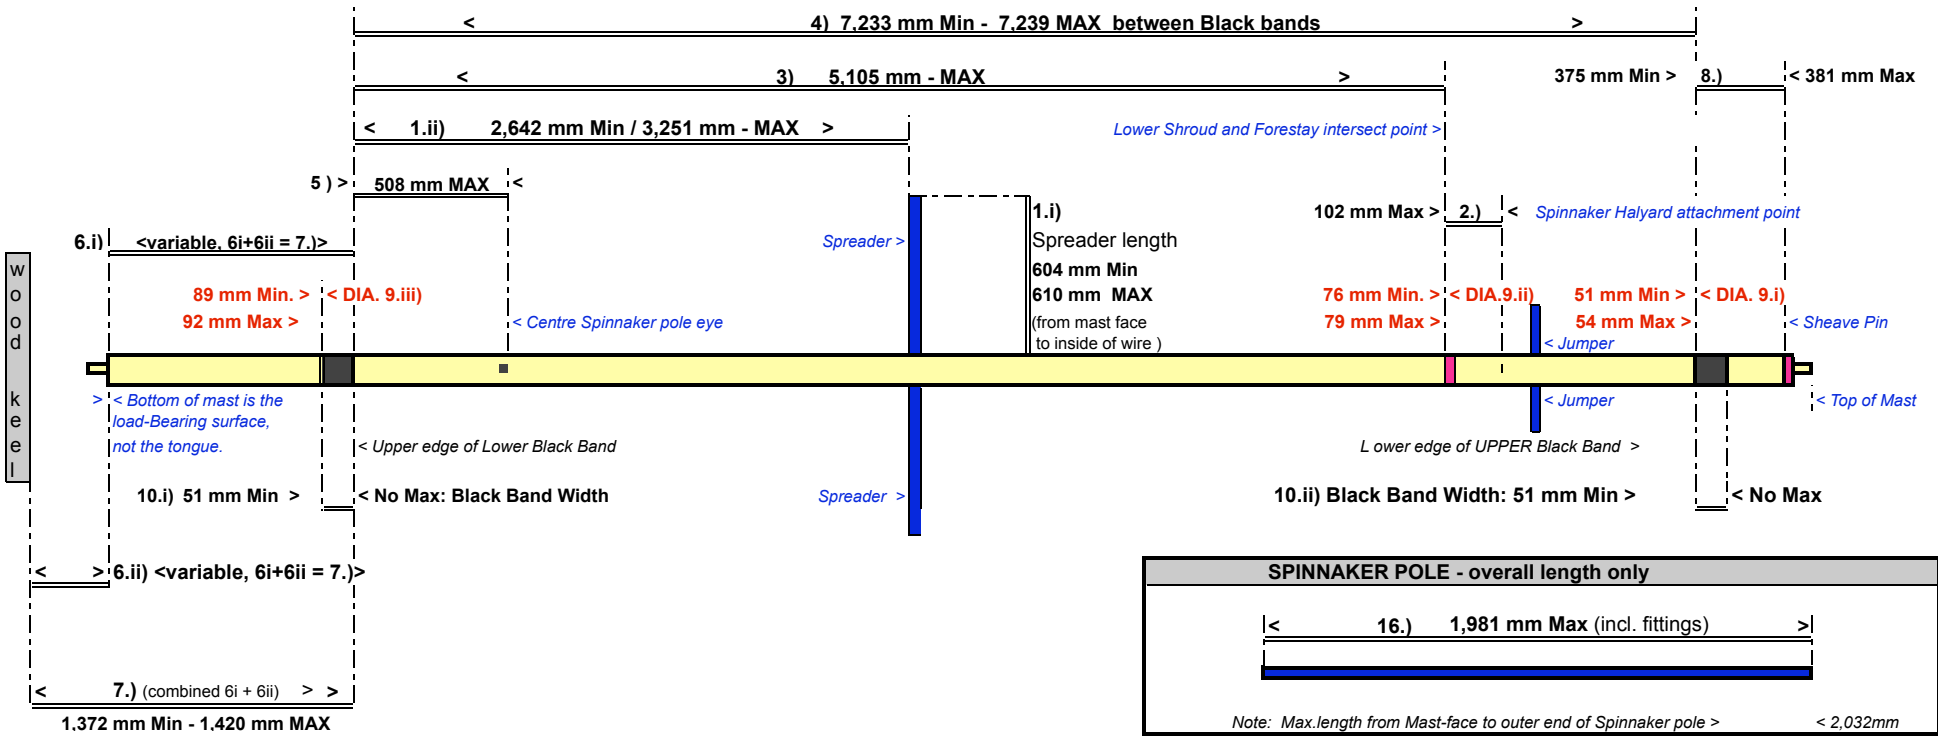 < 4) 7,233 mm Min - 7,239 MAX between Black bands >
< 3) 5,105 mm - MAX >
375 mm Min > 8.) < 381 mm Max
< 1.ii) 2,642 mm Min / 3,251 mm - MAX >
Lower Shroud and Forestay intersect point >
5 ) > 508 mm MAX <
1.i)
102 mm Max > 2.) < Spinnaker Halyard attachment point
6.i) <variable, 6i+6ii = 7.)>
Spreader >
Spreader length
604 mm Min
610 mm MAX
(from mast face
to inside of wire )
wood keel
89 mm Min. > < DIA. 9.iii)
92 mm Max >
< Centre Spinnaker pole eye
76 mm Min. > < DIA.9.ii)
79 mm Max >
51 mm Min > < DIA. 9.i)
54 mm Max >
< Sheave Pin
< Jumper
> < Bottom of mast is the
load-Bearing surface,
not the tongue.
< Jumper
< Top of Mast
< Upper edge of Lower Black Band
L ower edge of UPPER Black Band >
10.i) 51 mm Min > < No Max: Black Band Width
Spreader >
10.ii) Black Band Width: 51 mm Min > < No Max
< > 6.ii) <variable, 6i+6ii = 7.)>
SPINNAKER POLE - overall length only
< 16.) 1,981 mm Max (incl. fittings) >
< 7.) (combined 6i + 6ii) > >
1,372 mm Min - 1,420 mm MAX
Note: Max.length from Mast-face to outer end of Spinnaker pole > < 2,032mm